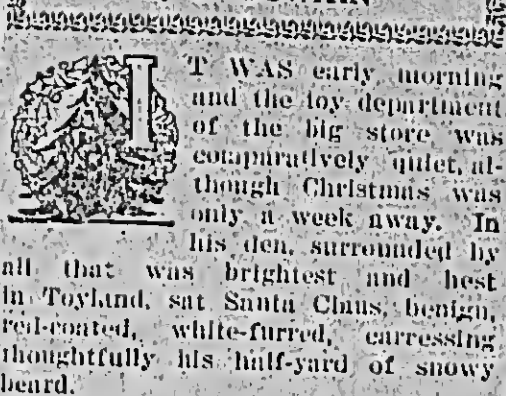 IT WAS early morning
and the toy department
of the big store was
comparatively quiet, al-
though Christmas was
only a week away. In
his den, surrounded by
all that was brightest and best
in Toyland, sat Santa Claus, benign,
red-coated, white-furred, carressing
thoughtfully his half-yard of snowy
beard.